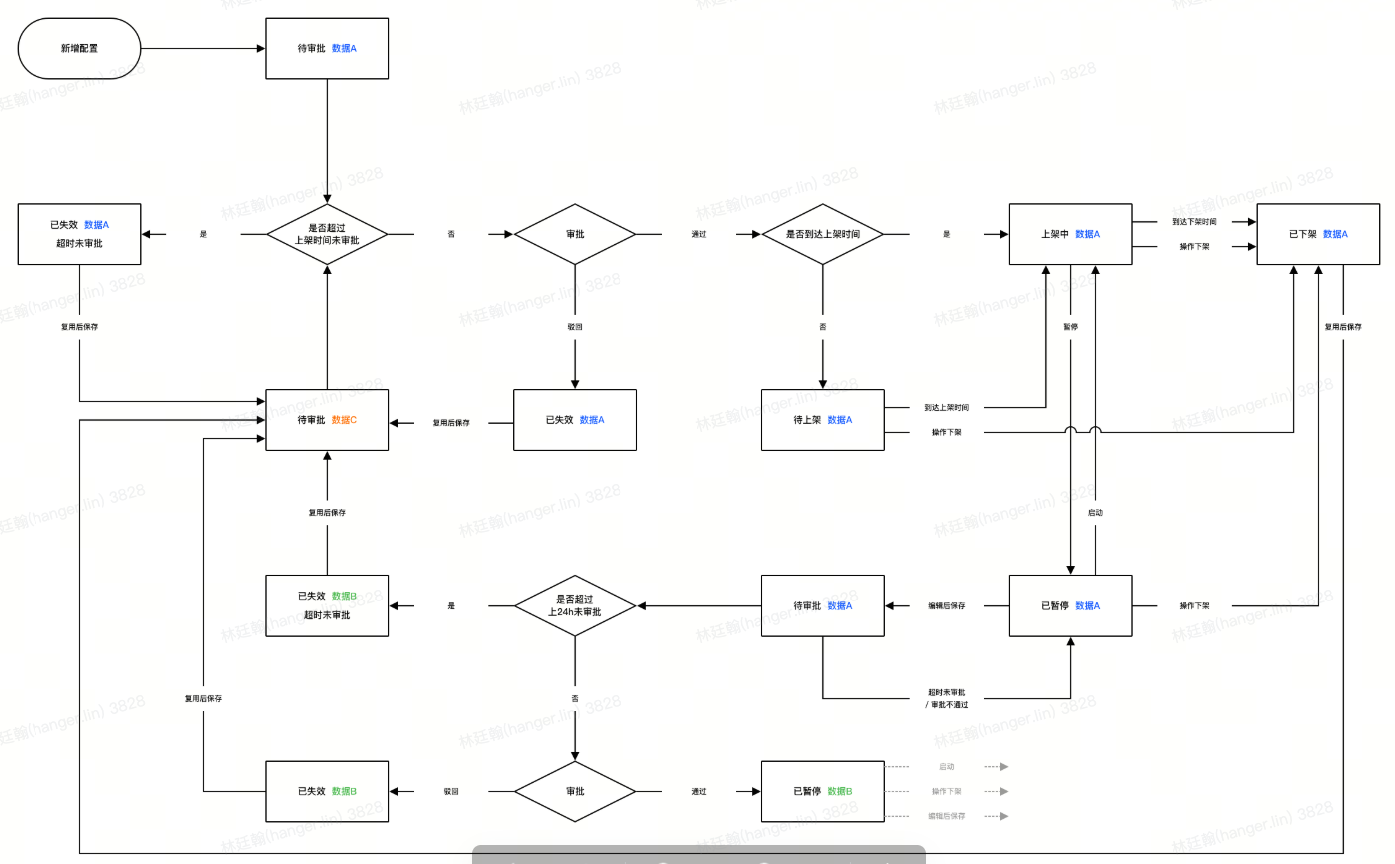 新增配置
待审批 数据A
已失效 数据A
超时未审批
是
是否超过
上架时间未审批
否
审批
通过
是否到达上架时间
是
上架中 数据A
到达下架时间
操作下架
已下架 数据A
复用后保存
驳回
否
暂停
复用后保存
待审批 数据C
复用后保存
已失效 数据A
待上架 数据A
到达上架时间
操作下架
复用后保存
启动
已失效 数据B
超时未审批
是
是否超过
上24h未审批
待审批 数据A
编辑后保存
已暂停 数据A
操作下架
复用后保存
否
超时未审批
/ 审批不通过
已失效 数据B
驳回
审批
通过
已暂停 数据B
启动
操作下架
编辑后保存
林廷翰(hanger.lin) 3828